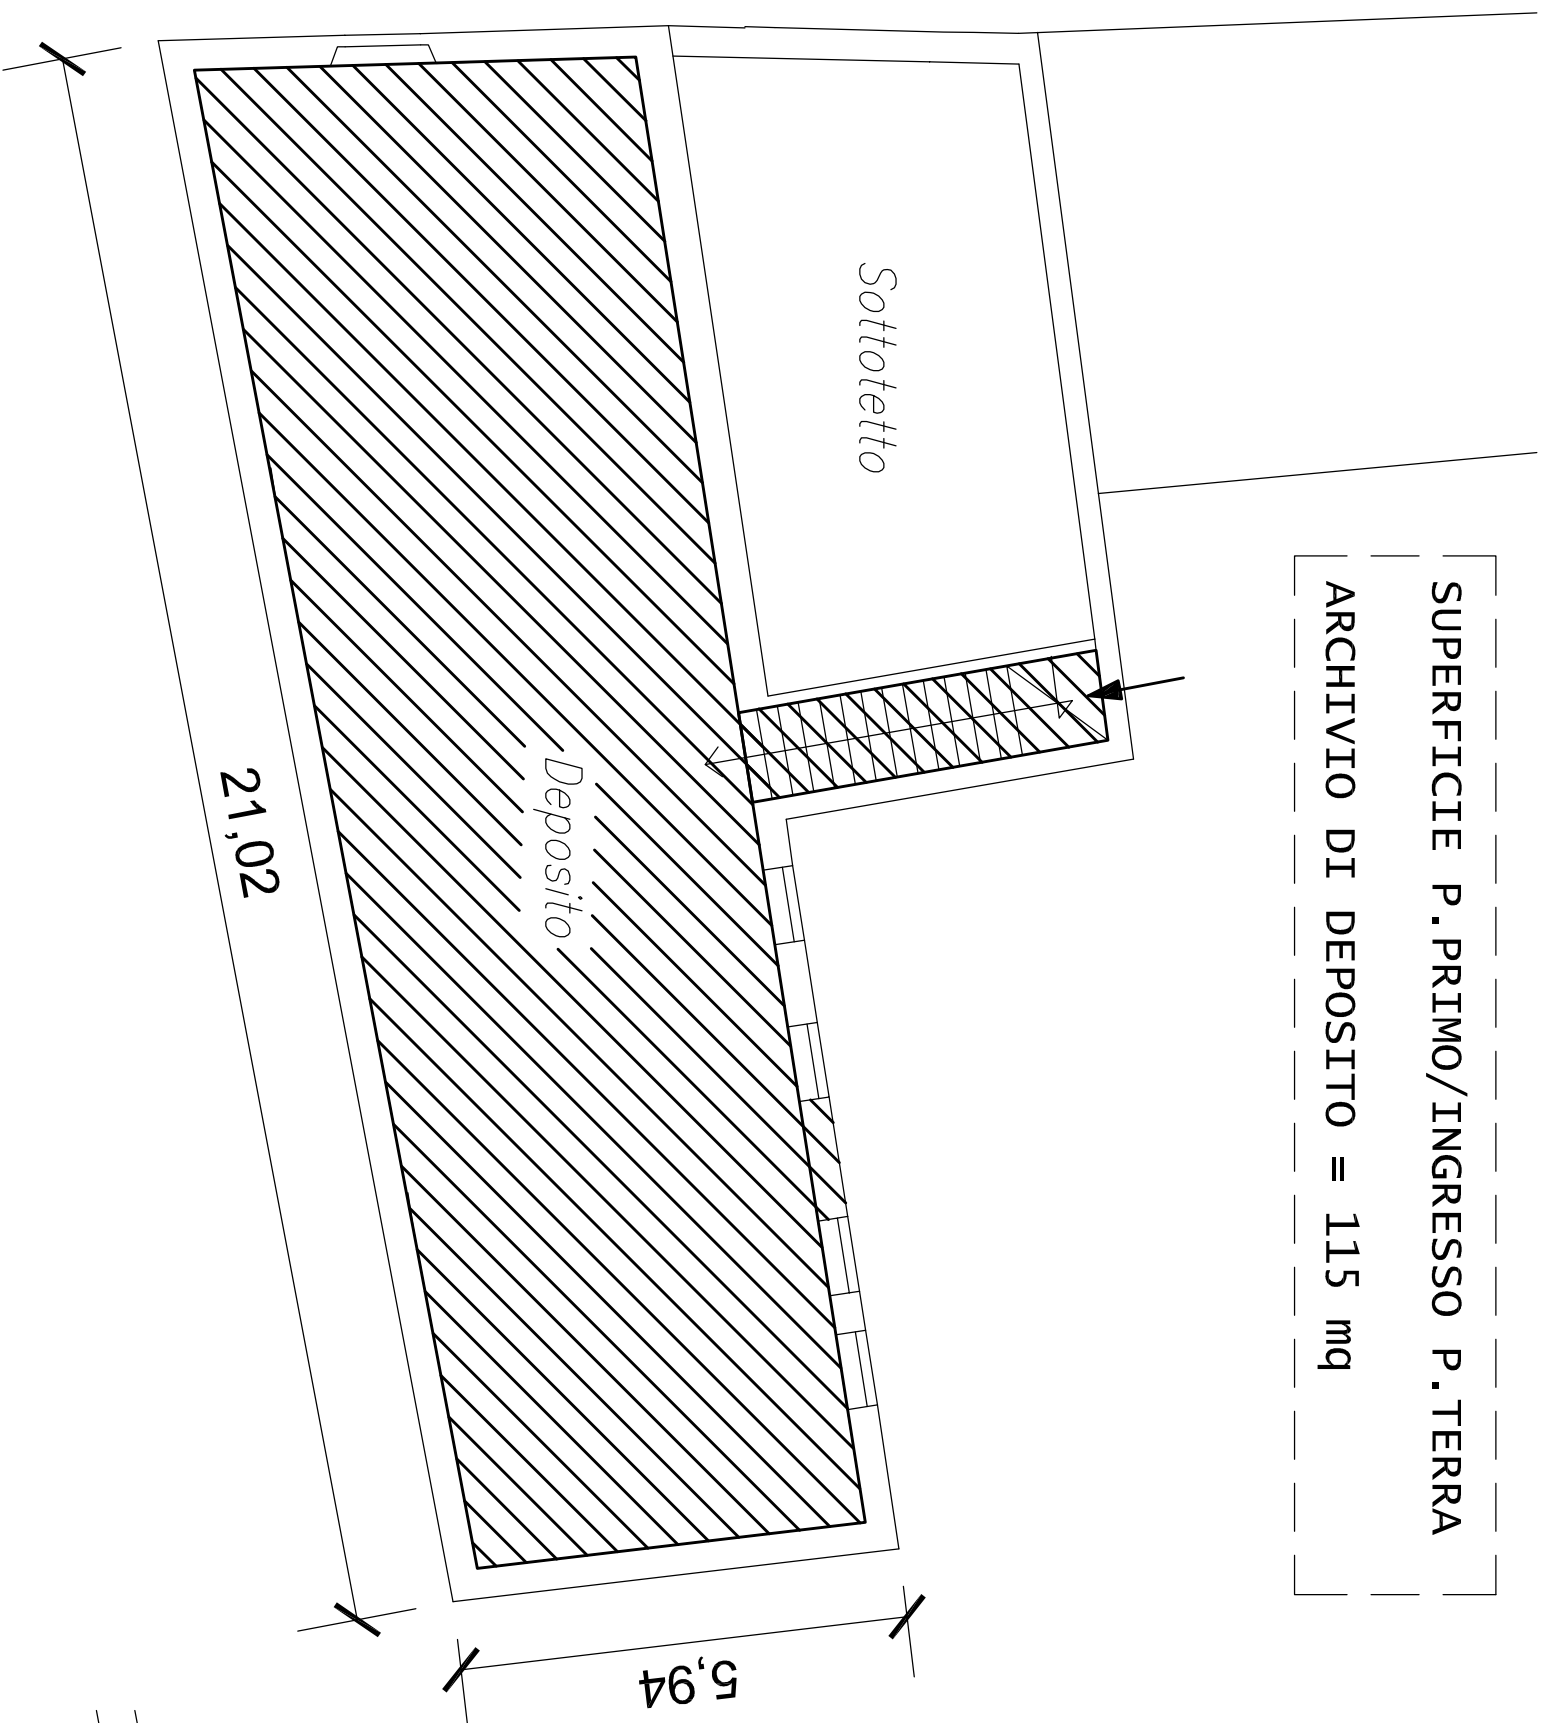 SUPERFICIE P.PRIMO/INGRESSO P.TERRA
ARCHIVIO DI DEPOSITO = 115 mq
Sottotetto
Deposito
21,02
5,94